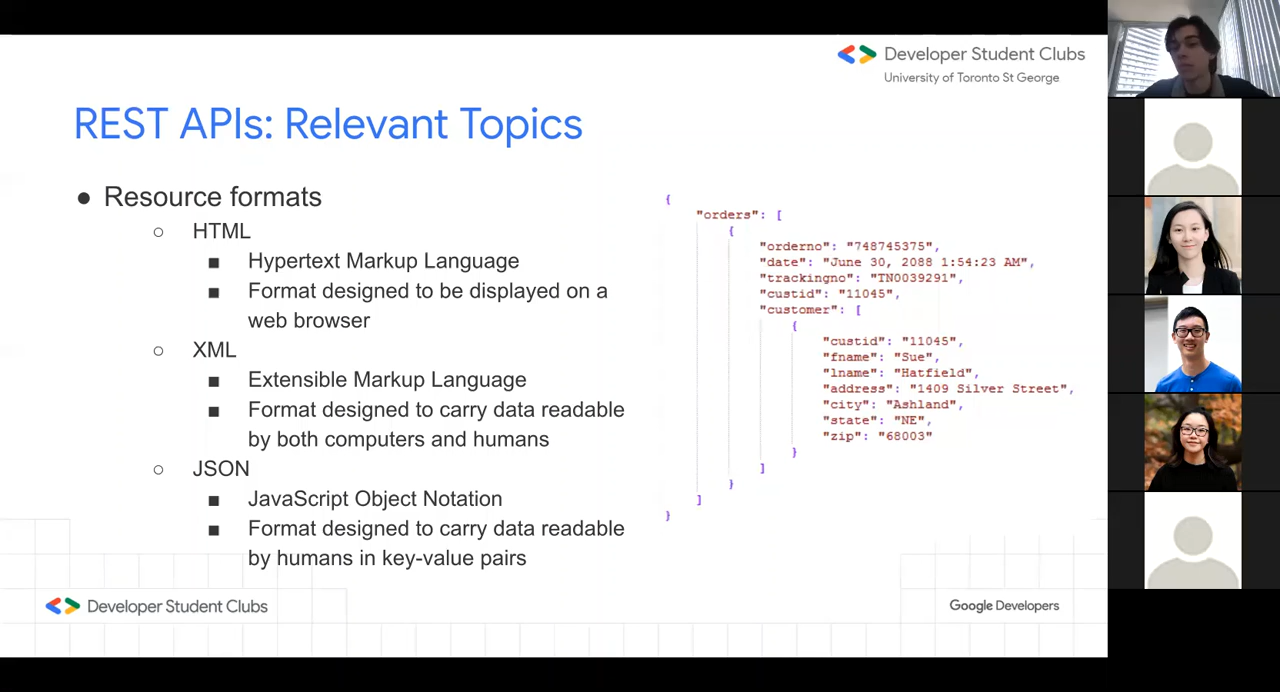 Developer Student Clubs
University of Toronto St George
REST APIs: Relevant Topics
● Resource formats
○ HTML
■ Hypertext Markup Language
■ Format designed to be displayed on a
web browser
○ XML
■ Extensible Markup Language
■ Format designed to carry data readable
by both computers and humans
○ JSON
■ JavaScript Object Notation
■ Format designed to carry data readable
by humans in key-value pairs
{
"orders": [
{
"orderno": "748745375",
"date": "June 30, 2088 1:54:23 AM",
"trackingno": "TN0039291",
"custid": "11045",
"customer": [
{
"custid": "11045",
"fname": "Sue",
"lname": "Hatfield",
"address": "1409 Silver Street",
"city": "Ashland",
"state": "NE",
"zip": "68003"
}
]
}
]
}
Developer Student Clubs
Google Developers